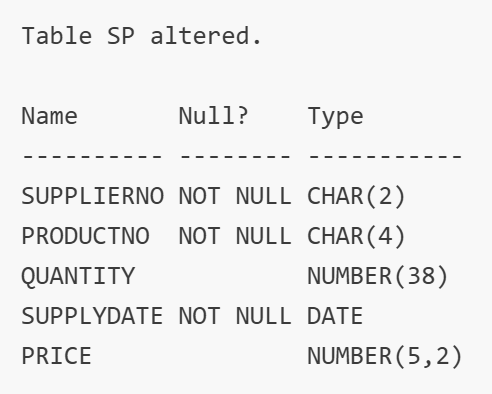 Table SP altered.

Name       Null?    Type
---------- -------- -----------
SUPPLIERNO NOT NULL CHAR(2)
PRODUCTNO  NOT NULL CHAR(4)
QUANTITY            NUMBER(38)
SUPPLYDATE NOT NULL DATE
PRICE               NUMBER(5,2)